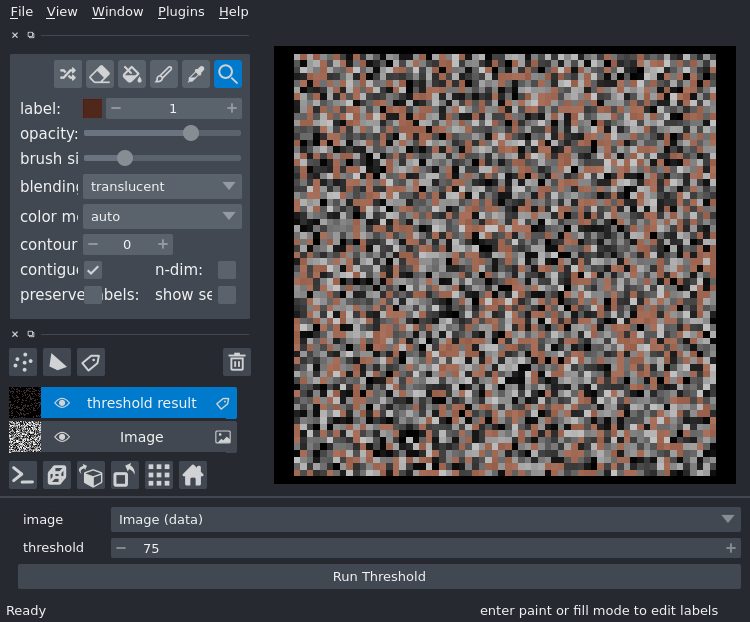 File View Window Plugins Help
label: 1
opacity:
brush si
blending translucent
color m auto
contour 0
contigu n-dim:
preserve abels: show se
threshold result
Image
image Image (data)
threshold 75
Run Threshold
Ready enter paint or fill mode to edit labels